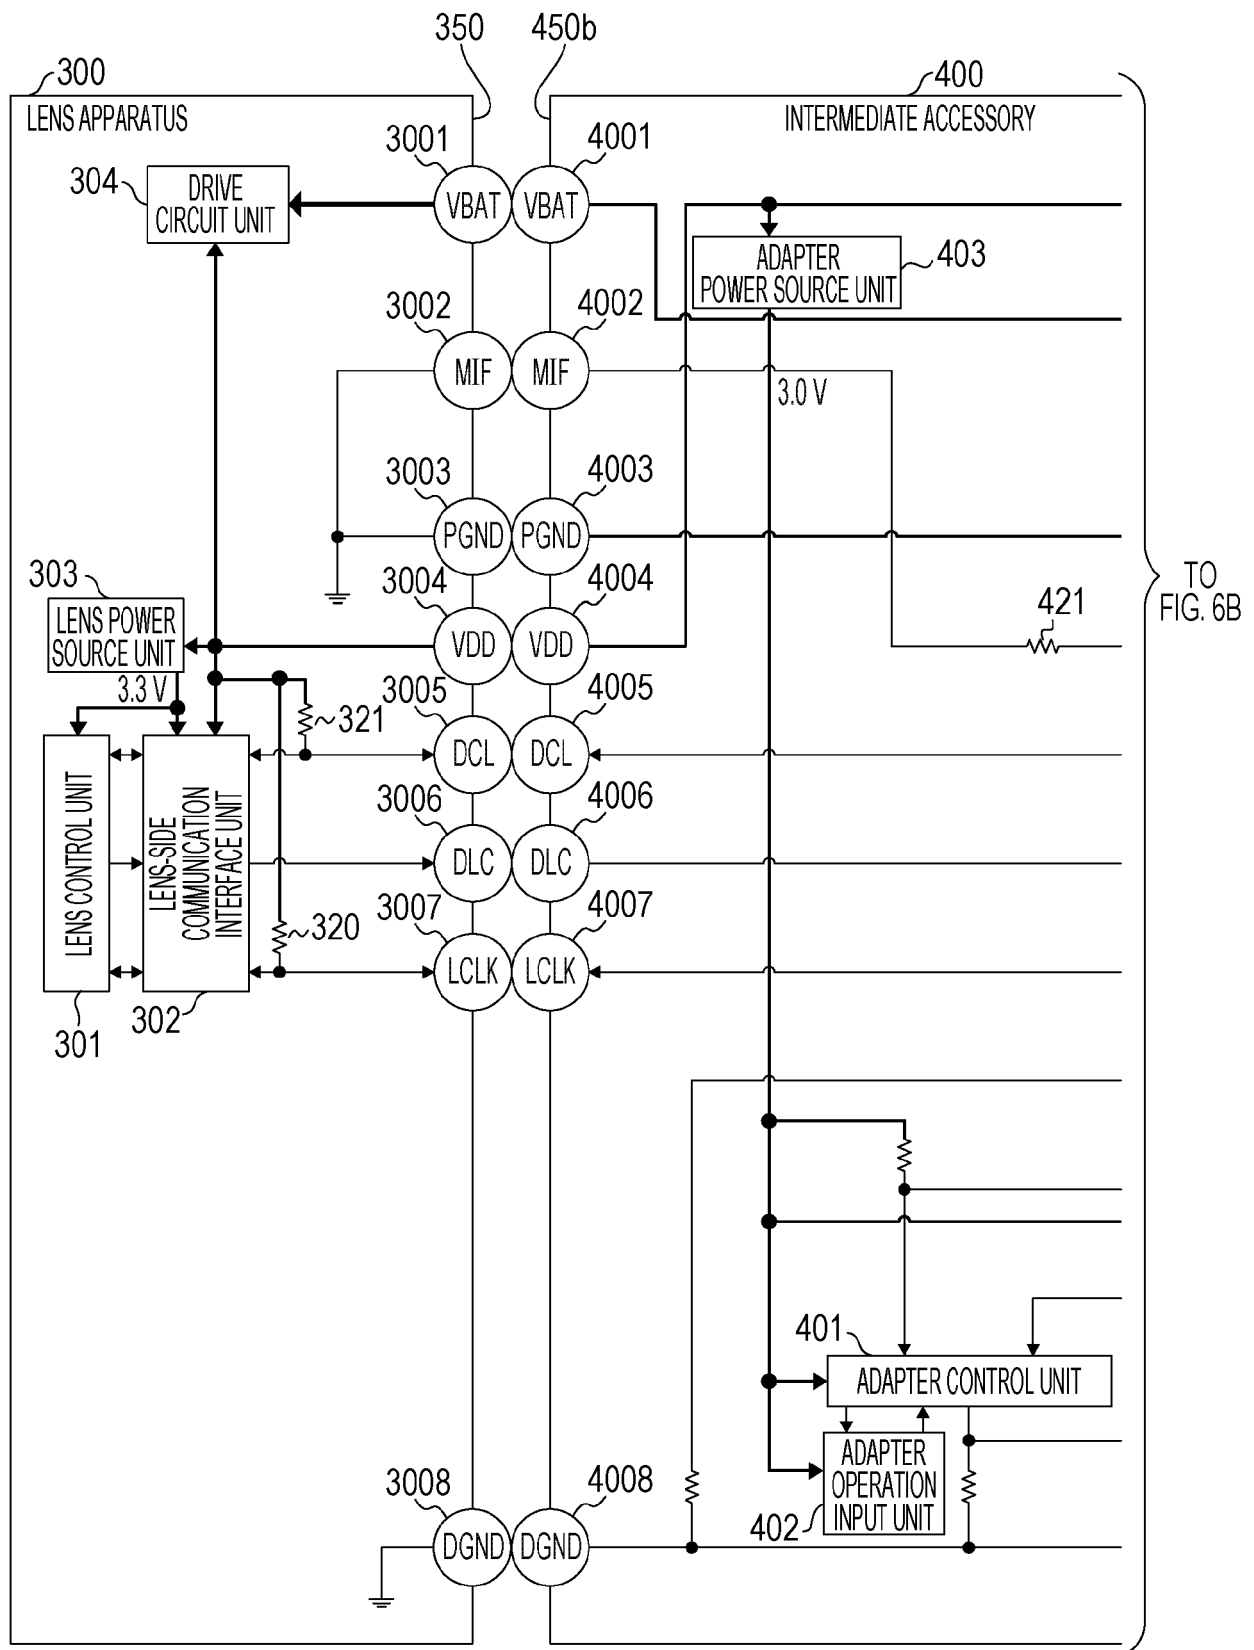 350
450b
300
400
LENS APPARATUS
INTERMEDIATE ACCESSORY
3001
4001
304
DRIVE
CIRCUIT UNIT
VBAT
VBAT
ADAPTER
POWER SOURCE UNIT
403
3002
4002
MIF
MIF
3.0 V
3003
4003
PGND
PGND
303
LENS POWER
SOURCE UNIT
3004
4004
VDD
VDD
421
TO
FIG. 6B
3.3 V
3005
4005
321
DCL
DCL
3006
4006
DLC
DLC
LENS CONTROL UNIT
LENS-SIDE
COMMUNICATION
INTERFACE UNIT
320
3007
4007
LCLK
LCLK
301
302
401
ADAPTER CONTROL UNIT
ADAPTER
OPERATION
INPUT UNIT
402
3008
4008
DGND
DGND